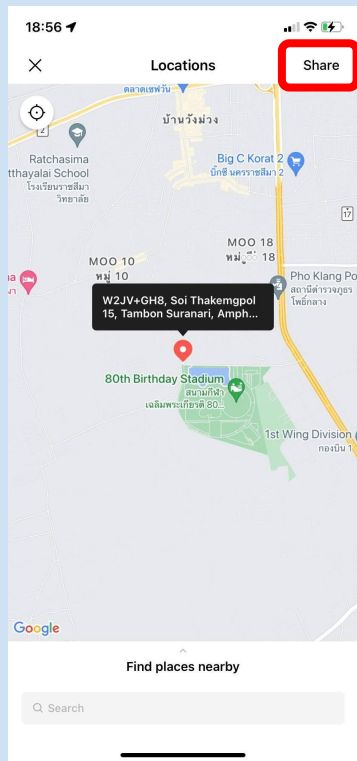 18:56
Locations
Share
ตลาดเซฟวัน
บ้านวังม่วง
2
Ratchasima
tthayalai School
โรงเรียนราชสีมา
วิทยาลัย
Big C Korat 2
บิ๊กซี นครราชสีมา 2
17
MOO 18
18
MOO 10
หมู่ 10
Pho Klang Po
สถานีตำรวจภูธร
โพธิ์กลาง
W2JV+GH8, Soi Thakemgpol
15, Tambon Suranari, Amph...
80th Birthday Stadium
สนามกีฬา
เฉลิมพระเกียรติ 80...
1st Wing Division
กองบิน 1
Google
Find places nearby
Search